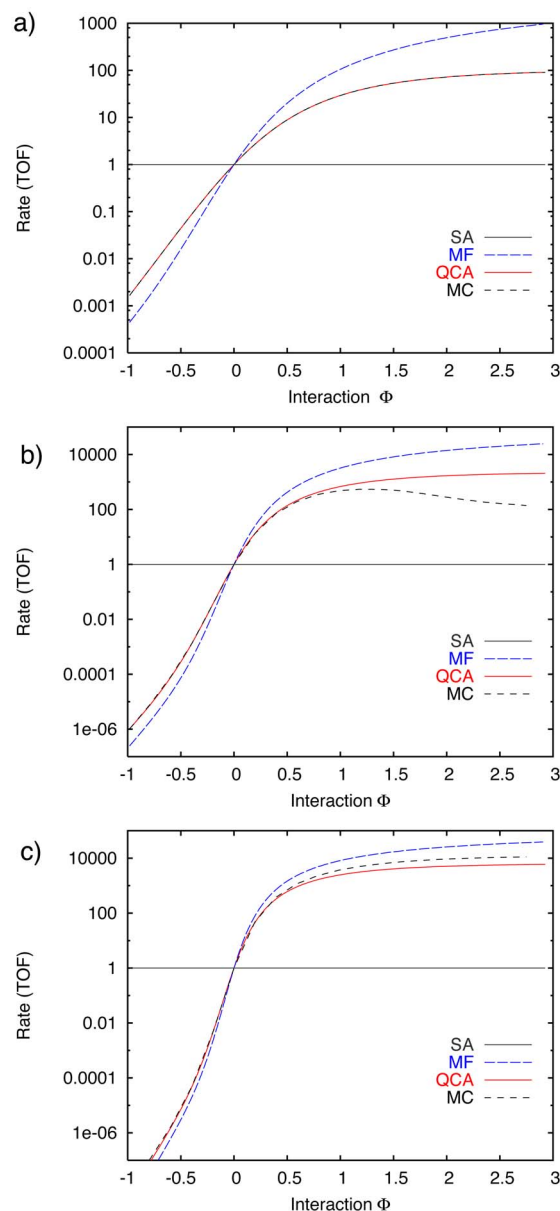 a)
1000
100
10
1
0.1
0.01
0.001
0.0001
Rate (TOF)
SA
MF
QCA
MC
-1 -0.5 0 0.5 1 1.5 2 2.5 3
Interaction Φ
b)
10000
100
1
0.01
0.0001
1e-06
Rate (TOF)
SA
MF
QCA
MC
-1 -0.5 0 0.5 1 1.5 2 2.5 3
Interaction Φ
c)
10000
100
1
0.01
0.0001
1e-06
Rate (TOF)
SA
MF
QCA
MC
-1 -0.5 0 0.5 1 1.5 2 2.5 3
Interaction Φ